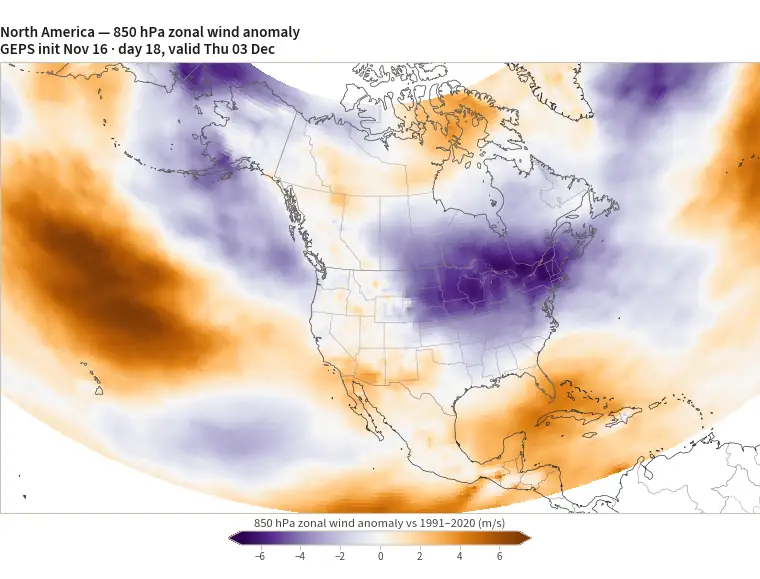 North America — 850 hPa zonal wind anomaly
GEPS init Nov 16 · day 18, valid Thu 03 Dec
850 hPa zonal wind anomaly vs 1991–2020 (m/s)
−6 −4 −2 0 2 4 6